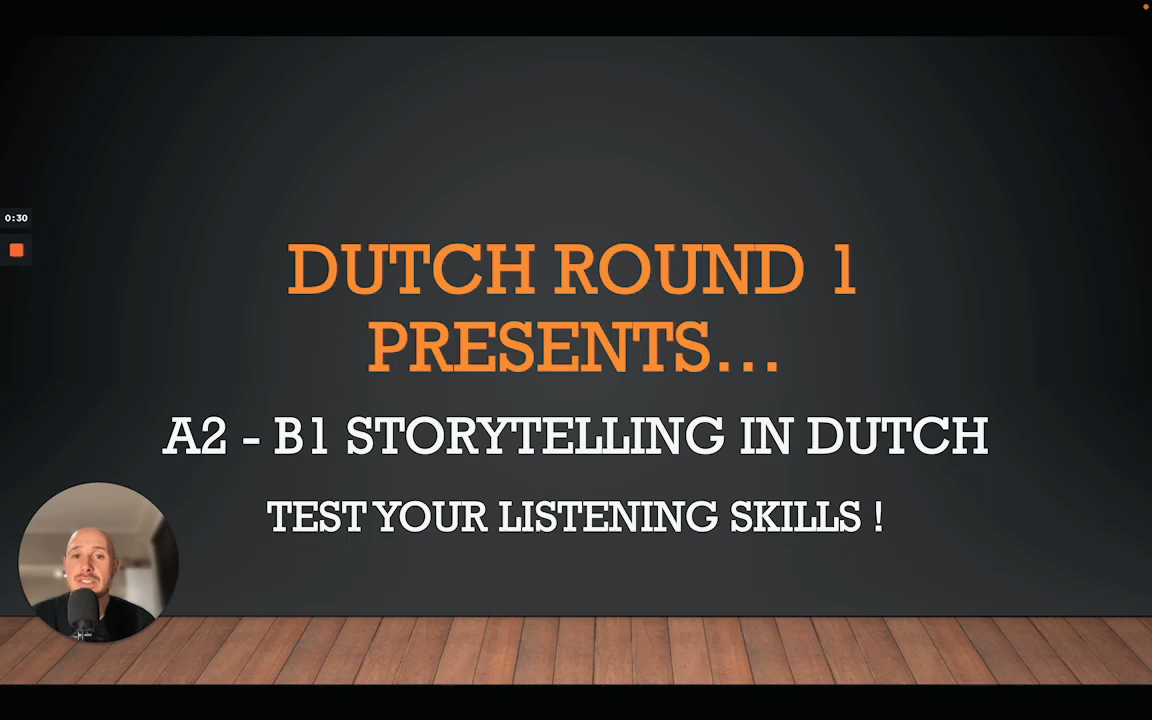 0:30
DUTCH ROUND 1
PRESENTS...
A2 - B1 STORYTELLING IN DUTCH
TEST YOUR LISTENING SKILLS !